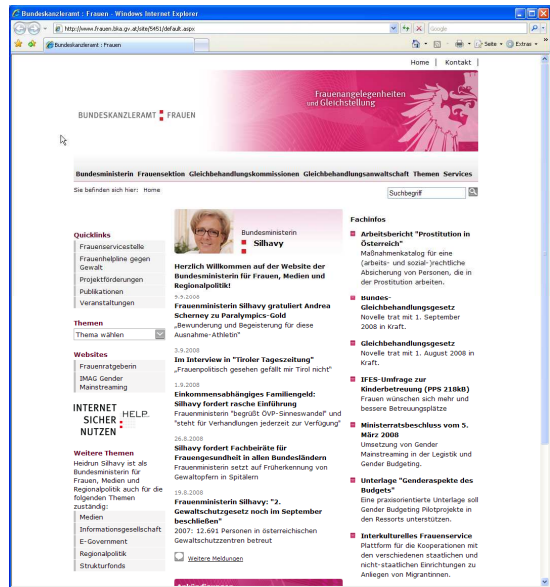 Bundeskanzleramt : Frauen - Windows Internet Explorer
http://www.frauen.bka.gv.at/site/5451/default.aspx
Google
Bundeskanzleramt : Frauen
Seite
Extras
Home | Kontakt |
BUNDESKANZLERAMT FRAUEN
Frauenangelegenheiten
und Gleichstellung
Bundesministerin Frauensektion Gleichbehandlungskommissionen Gleichbehandlungsanwaltschaft Themen Services
Sie befinden sich hier: Home
Suchbegriff
Quicklinks
Frauenservicestelle
Frauenhelpline gegen
Gewalt
Projektförderungen
Publikationen
Veranstaltungen
Themen
Thema wählen
Websites
Frauenratgeberin
IMAG Gender
Mainstreaming
INTERNET
SICHER
NUTZEN
HELP.
Weitere Themen
Heidrun Silhavy ist als
Bundesministerin für
Frauen, Medien und
Regionalpolitik auch für die
folgenden Themen
zuständig:
Medien
Informationsgesellschaft
E-Government
Regionalpolitik
Strukturfonds
Bundesministerin
Silhavy
Herzlich Willkommen auf der Website der
Bundesministerin für Frauen, Medien und
Regionalpolitik!
9.9.2008
Frauenministerin Silhavy gratuliert Andrea
Scherney zu Paralympics-Gold
„Bewunderung und Begeisterung für diese
Ausnahme-Athletin"
3.9.2008
Im Interview in "Tiroler Tageszeitung"
„Frauenpolitisch gesehen gefällt mir Tirol nicht"
1.9.2008
Einkommensabhängiges Familiengeld:
Silhavy fordert rasche Einführung
Frauenministerin "begrüßt ÖVP-Sinneswandel" und
"steht für Verhandlungen jederzeit zur Verfügung"
26.8.2008
Silhavy fordert Fachbeiräte für
Frauengesundheit in allen Bundesländern
Frauenministerin setzt auf Früherkennung von
Gewaltopfern in Spitälern
19.8.2008
Frauenministerin Silhavy: "2.
Gewaltschutzgesetz noch im September
beschließen"
2007: 12.691 Personen in österreichischen
Gewaltschutzzentren betreut
Weitere Meldungen
Ankündigungen
Fachinfos
Arbeitsbericht "Prostitution in
Österreich"
Maßnahmenkatalog für eine
(arbeits- und sozial-)rechtliche
Absicherung von Personen, die in
der Prostitution arbeiten.
Bundes-
Gleichbehandlungsgesetz
Novelle trat mit 1. September
2008 in Kraft.
Gleichbehandlungsgesetz
Novelle trat mit 1. August 2008 in
Kraft.
IFES-Umfrage zur
Kinderbetreuung (PPS 218kB)
Frauen wünschen sich mehr und
bessere Betreuungsplätze
Ministerratsbeschluss vom 5.
März 2008
Umsetzung von Gender
Mainstreaming in der Legistik und
Gender Budgeting.
Unterlage "Genderaspekte des
Budgets"
Eine praxisorientierte Unterlage soll
Gender Budgeting Pilotprojekte in
den Ressorts unterstützen.
Interkulturelles Frauenservice
Plattform für die Kooperationen mit
den verschiedenen staatlichen und
nicht-staatlichen Einrichtungen zu
Anliegen von Migrantinnen.